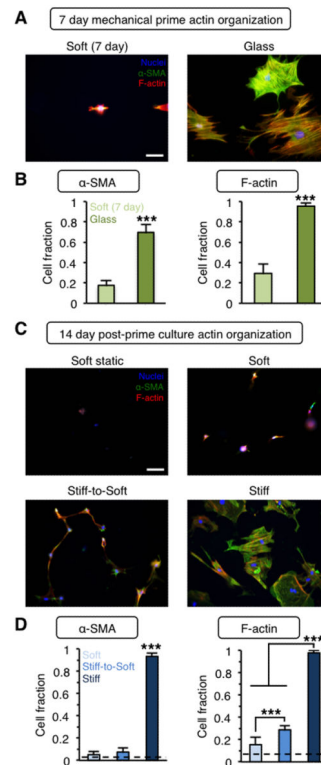 A
7 day mechanical prime actin organization
Soft (7 day)
Glass
Nuclei
α-SMA
F-actin
B
α-SMA
F-actin
Cell fraction
1
0.8
0.6
0.4
0.2
0
Soft (7 day)
Glass
***
Cell fraction
1
0.8
0.6
0.4
0.2
0
***
C
14 day post-prime culture actin organization
Soft static
Soft
Nuclei
α-SMA
F-actin
Stiff-to-Soft
Stiff
D
α-SMA
F-actin
Cell fraction
1
0.8
0.6
0.4
0.2
0
Soft
Stiff-to-Soft
Stiff
***
Cell fraction
1
0.8
0.6
0.4
0.2
0
***
***